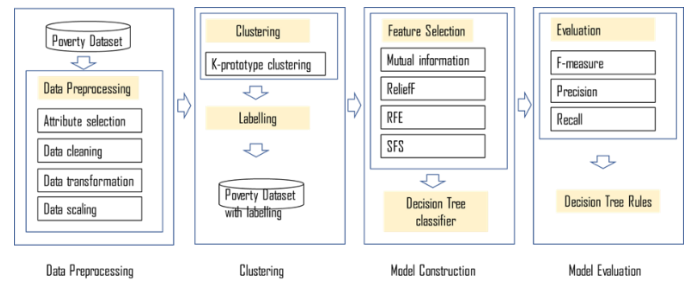 Poverty Dataset
Data Preprocessing
Attribute selection
Data cleaning
Data transformation
Data scaling
Data Preprocessing
Clustering
K-prototype clustering
Labelling
Poverty Dataset
with labelling
Clustering
Feature Selection
Mutual information
ReliefF
RFE
SFS
Decision Tree
classifier
Model Construction
Evaluation
F-measure
Precision
Recall
Decision Tree Rules
Model Evaluation